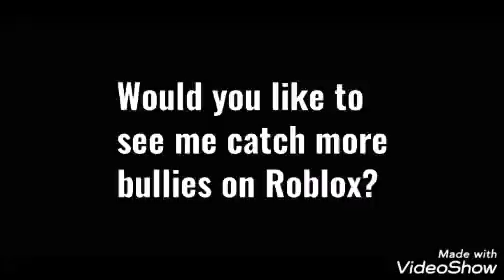 Would you like to
see me catch more
bullies on Roblox?
Made with
VideoShow